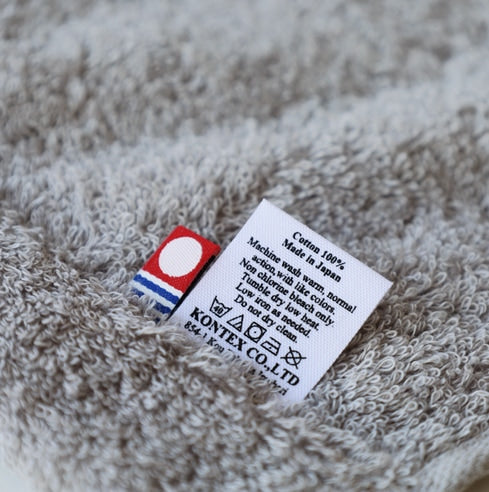 Cotton 100%
Made in Japan
Machine wash warm, normal
action, with like colors.
Non chlorine bleach only.
Tumble dry low heat.
Low iron as needed.
Do not dry clean.
40
KONTEX CO.,LTD